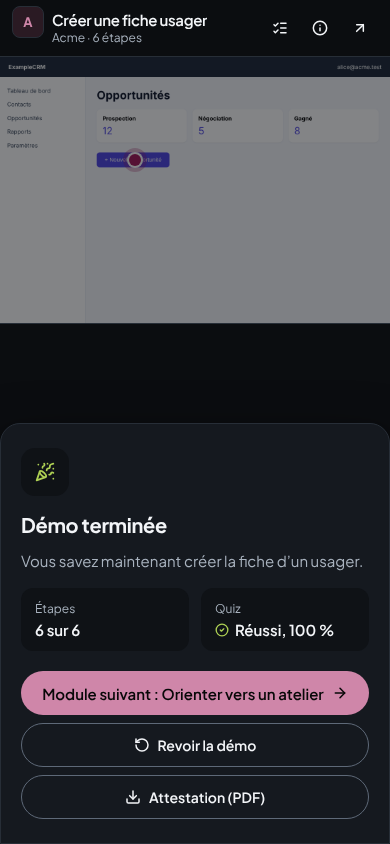 A
Créer une fiche usager
Acme · 6 étapes
ExampleCRM
alice@acme.test
Tableau de bord
Contacts
Opportunités
Reports
Paramètres
Opportunités
Prospection
12
Négociation
5
Gagné
8
Démo terminée
Vous savez maintenant créer la fiche d'un usager.
Étapes
6 sur 6
Quiz
Réussi, 100 %
Module suivant : Orienter vers un atelier
Revoir la démo
Attestation (PDF)